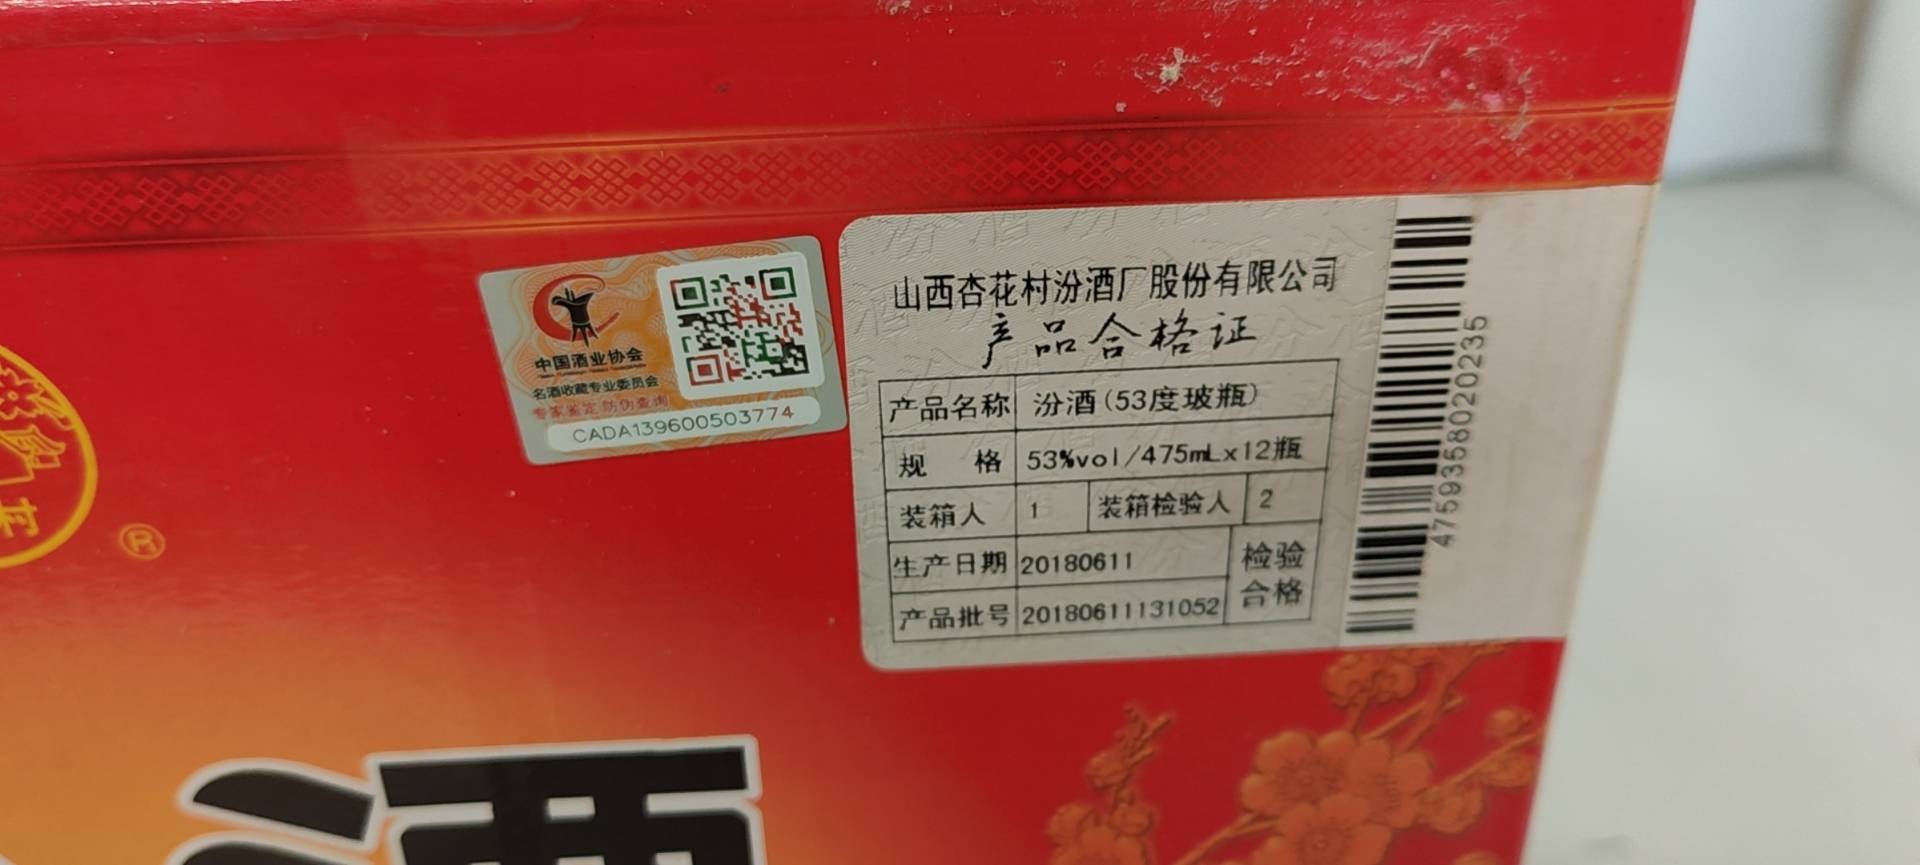 中国酒业协会
名酒收藏专业委员会
专家鉴定 防伪查询
CADA139600503774
山西杏花村汾酒厂股份有限公司
产品合格证
产品名称 汾酒(53度玻瓶)
规 格 53%vol/475mLx12瓶
装箱人 1 装箱检验人 2
生产日期 20180611
检验合格
产品批号 20180611131052
4759358020235
村
®
酒